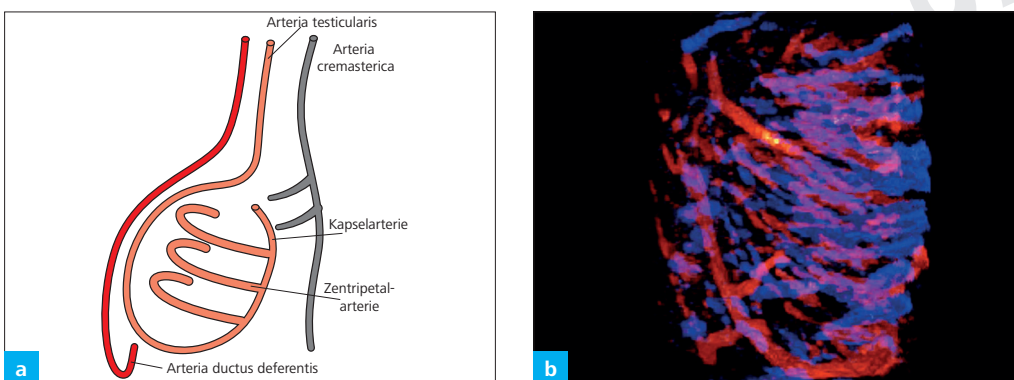 Arteria testicularis
Arteria
cremasterica
Kapselarterie
Zentripetal-
arterie
Arteria ductus deferentis
a
b